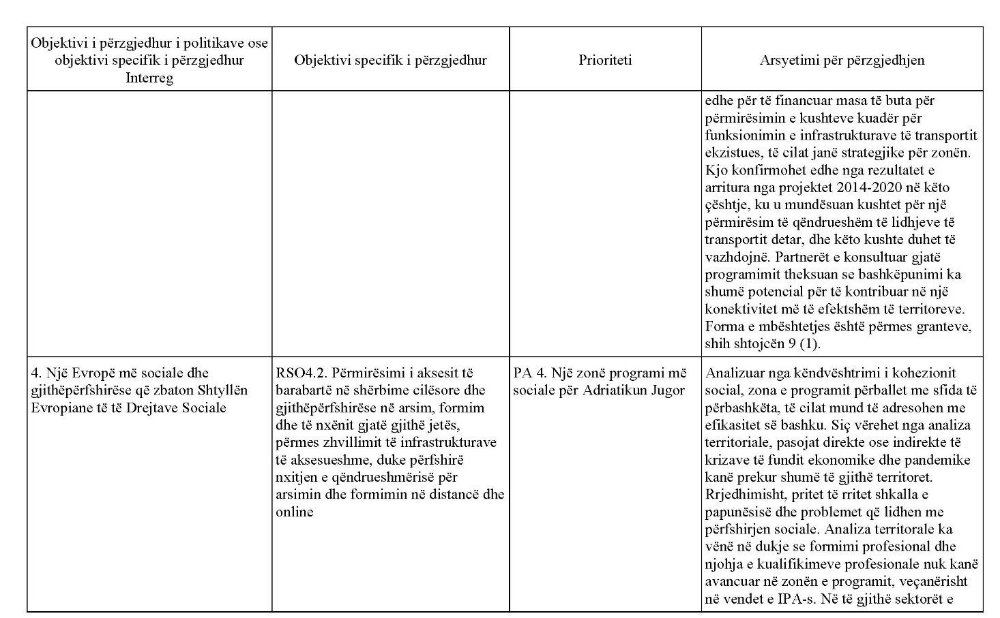 Objektivi i përzgjedhur i politikave ose
objektivi specifik i përzgjedhur
Interreg
Objektivi specifik i përzgjedhur
Prioriteti
Arsyetimi për përzgjedhjen
edhe për të financuar masa të buta për
përmirësimin e kushteve kuadër për
funksionimin e infrastrukturave të transportit
ekzistues, të cilat janë strategjike për zonën.
Kjo konfirmohet edhe nga rezultatet e
arritura nga projektet 2014-2020 në këto
çështje, ku u mundësuan kushtet për një
përmirësim të qëndrueshëm të lidhjeve të
transportit detar, dhe këto kushte duhet të
vazhdojnë. Partnerët e konsultuar gjatë
programimit theksuan se bashkëpunimi ka
shumë potencial për të kontribuar në një
konektivitet më të efektshëm të territoreve.
Forma e mbështetjes është përmes granteve,
shih shtojcën 9 (1).
4. Një Evropë më sociale dhe
gjithëpërfshirëse që zbaton Shtyllën
Evropiane të të Drejtave Sociale
RSO4.2. Përmirësimi i aksesit të
barabartë në shërbime cilësore dhe
gjithëpërfshirëse në arsim, formim
dhe të nxënit gjatë gjithë jetës,
përmes zhvillimit të infrastrukturave
të aksesueshme, duke përfshirë
nxitjen e qëndrueshmërisë për
arsimin dhe formimin në distancë dhe
online
PA 4. Një zonë programi më
sociale për Adriatikun Jugor
Analizuar nga këndvështrimi i kohezionit
social, zona e programit përballet me sfida të
përbashkëta, të cilat mund të adresohen me
efikasitet së bashku. Siç vërehet nga analiza
territoriale, pasojat direkte ose indirekte të
krizave të fundit ekonomike dhe pandemike
kanë prekur shumë të gjithë territoret.
Rrjedhimisht, pritet të rritet shkalla e
papunësisë dhe problemet që lidhen me
përfshirjen sociale. Analiza territorale ka
vënë në dukje se formimi profesional dhe
njohja e kualifikimeve profesionale nuk kanë
avancuar në zonën e programit, veçanërisht
në vendet e IPA-s. Në të gjithë sektorët e